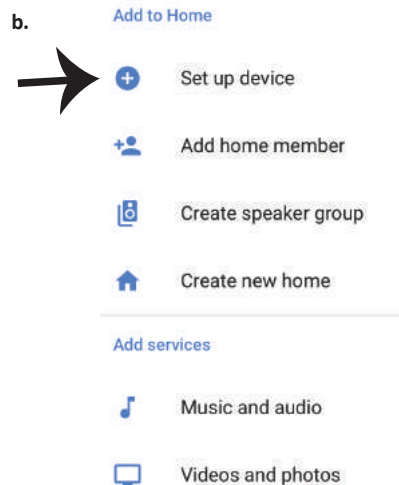 b.
Add to Home
Set up device
Add home member
Create speaker group
Create new home
Add services
Music and audio
Videos and photos